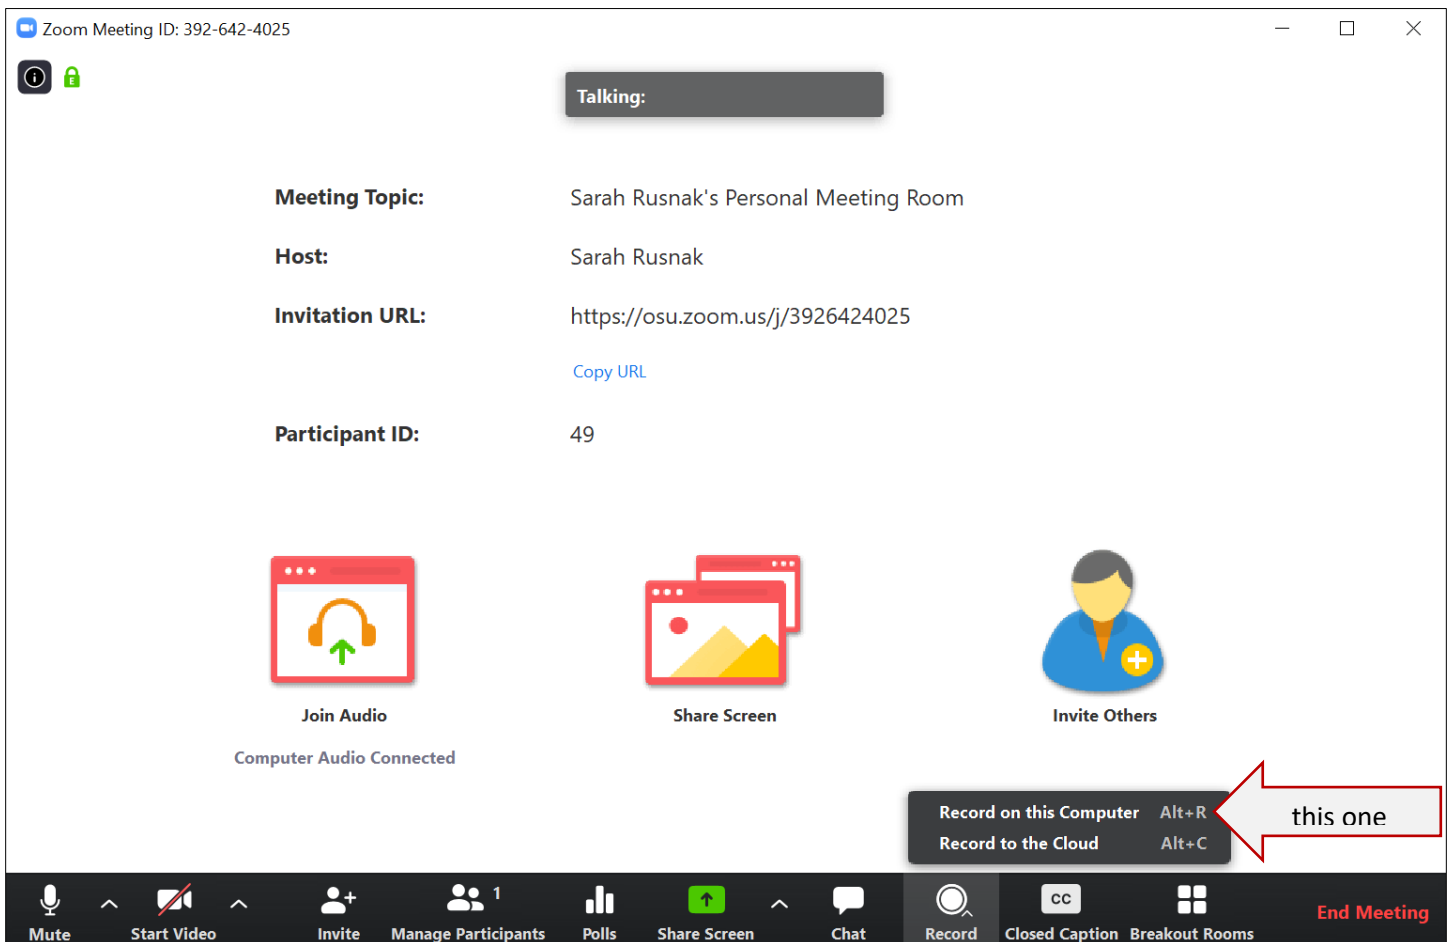 Zoom Meeting ID: 392-642-4025
Talking:
Meeting Topic: Sarah Rusnak's Personal Meeting Room
Host: Sarah Rusnak
Invitation URL: https://osu.zoom.us/j/3926424025
Copy URL
Participant ID: 49
Join Audio
Computer Audio Connected
Share Screen
Invite Others
Record on this Computer Alt+R
Record to the Cloud Alt+C
this one
Mute
Start Video
Invite
Manage Participants 1
Polls
Share Screen
Chat
Record
CC
Closed Caption
Breakout Rooms
End Meeting